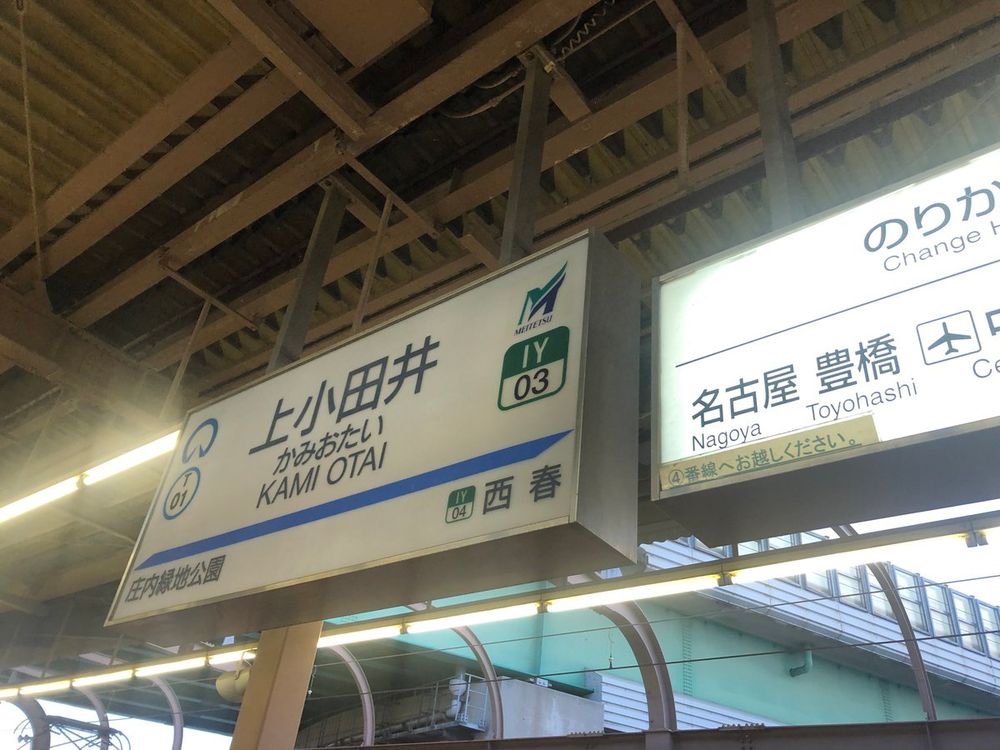 MEITETSU
IY
03
上小田井
かみおたい
KAMI OTAI
T
01
IY
04
西春
庄内緑地公園
のりか
Change
名古屋 豊橋
Nagoya Toyohashi
Ce
④番線へお越しください。